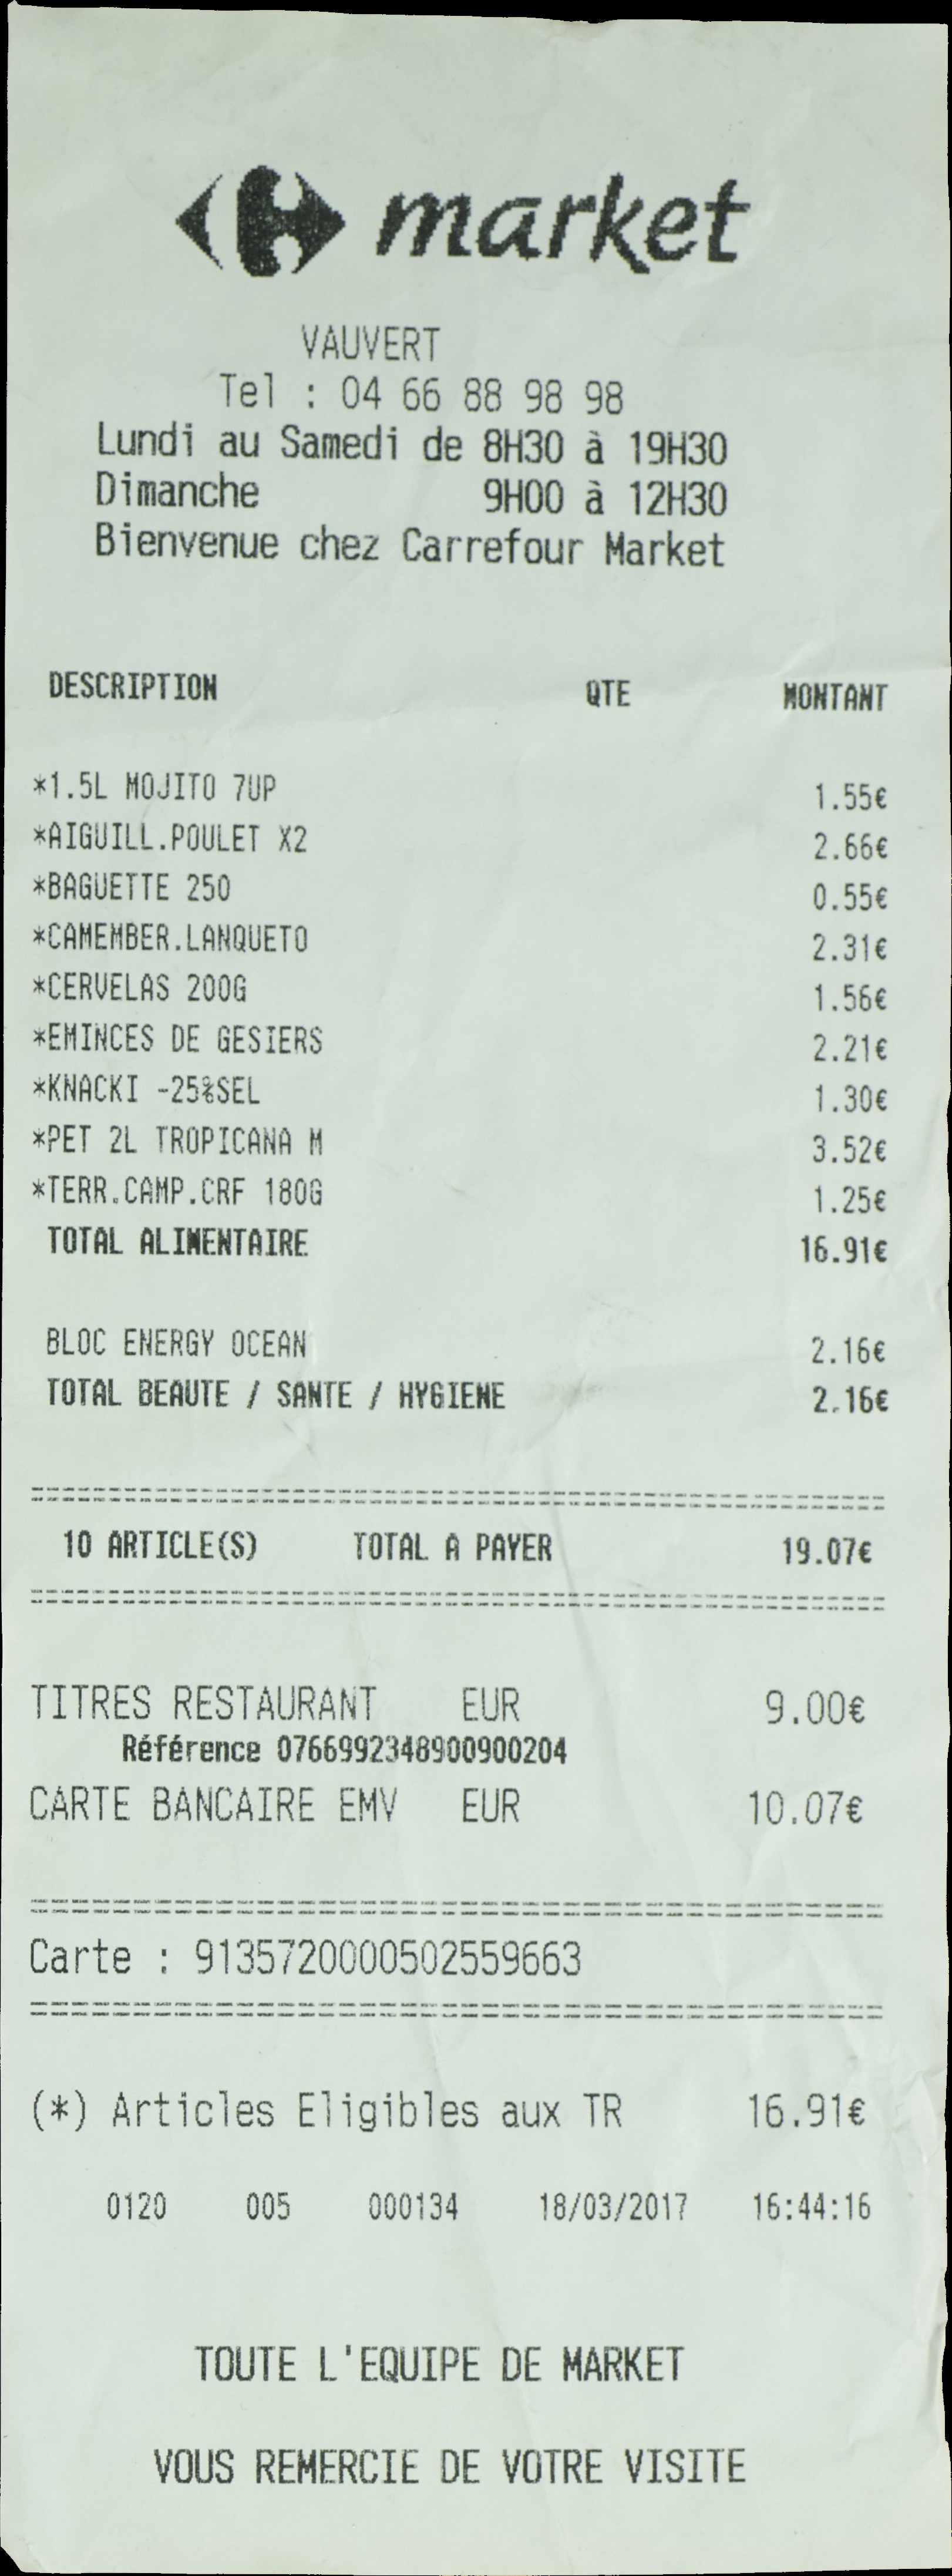 market
VAUVERT
Tel : 04 66 88 98 98
Lundi au Samedi de 8H30 à 19H30
Dimanche 9H00 à 12H30
Bienvenue chez Carrefour Market
DESCRIPTION QTE MONTANT
*1.5L MOJITO 7UP 1.55€
*AIGUILL.POULET X2 2.66€
*BAGUETTE 250 0.55€
*CAMEMBER.LANQUETO 2.31€
*CERVELAS 200G 1.56€
*EMINCES DE GESIERS 2.21€
*KNACKI -25%SEL 1.30€
*PET 2L TROPICANA M 3.52€
*TERR.CAMP.CRF 180G 1.25€
TOTAL ALIMENTAIRE 16.91€
BLOC ENERGY OCEAN 2.16€
TOTAL BEAUTE / SANTE / HYGIENE 2.16€
10 ARTICLE(S) TOTAL A PAYER 19.07€
TITRES RESTAURANT EUR 9.00€
Référence 0766992348900900204
CARTE BANCAIRE EMV EUR 10.07€
Carte : 9135720000502559663
(*) Articles Eligibles aux TR 16.91€
0120 005 000134 18/03/2017 16:44:16
TOUTE L'EQUIPE DE MARKET
VOUS REMERCIE DE VOTRE VISITE